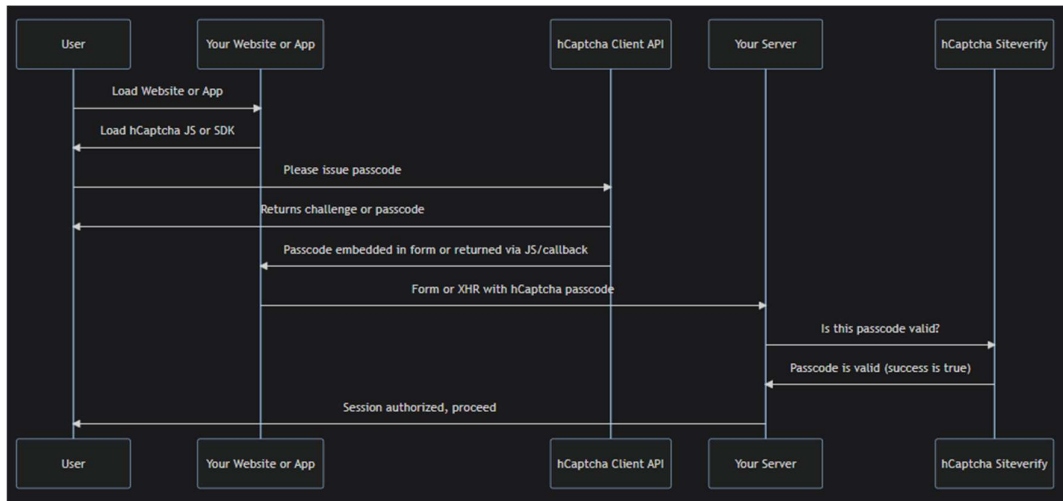 User
Your Website or App
hCaptcha Client API
Your Server
hCaptcha Siteverify
Load Website or App
Load hCaptcha JS or SDK
Please issue passcode
Returns challenge or passcode
Passcode embedded in form or returned via JS/callback
Form or XHR with hCaptcha passcode
Is this passcode valid?
Passcode is valid (success is true)
Session authorized, proceed
User
Your Website or App
hCaptcha Client API
Your Server
hCaptcha Siteverify